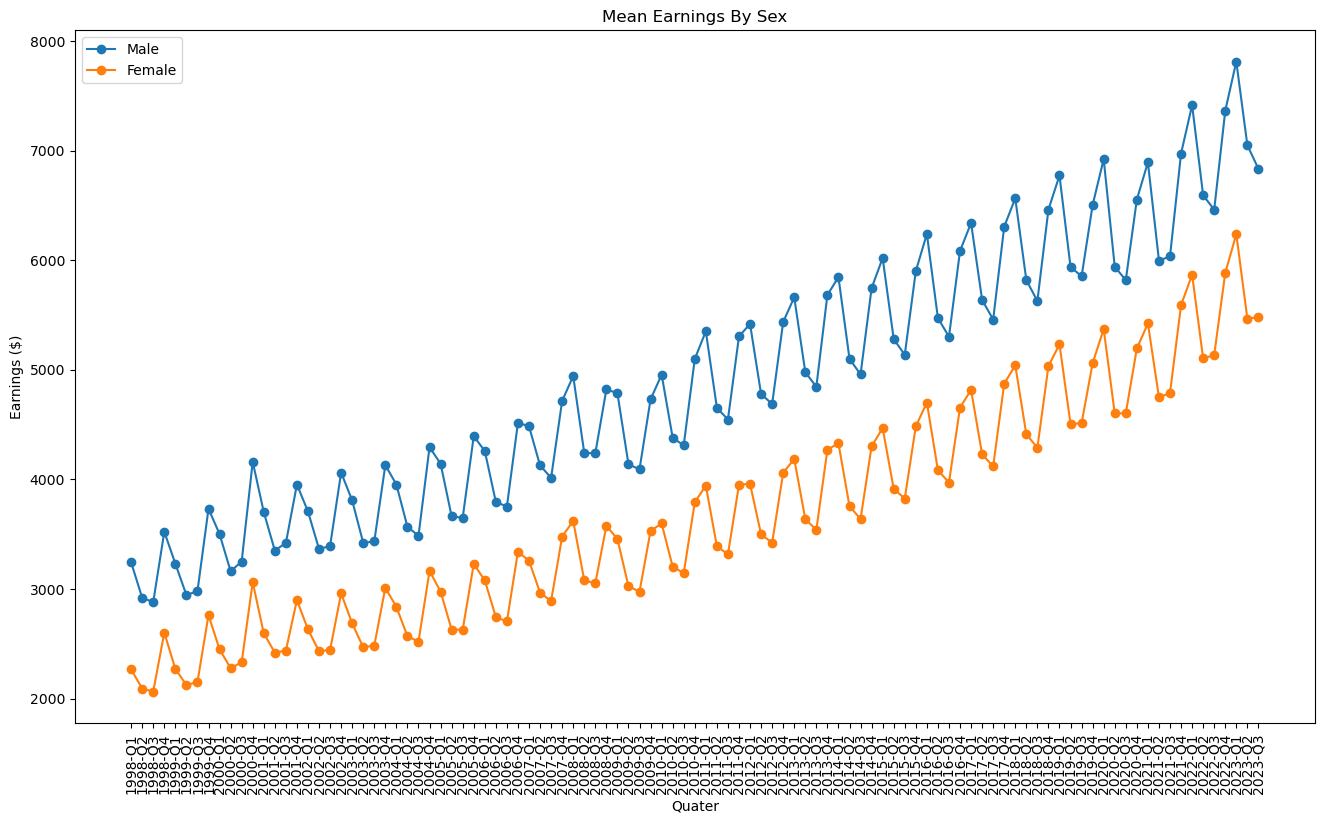 Mean Earnings By Sex
Male
Female
8000
7000
6000
5000
4000
3000
2000
Earnings ($)
1998-Q1
1998-Q2
1998-Q3
1998-Q4
1999-Q1
1999-Q2
1999-Q3
1999-Q4
2000-Q1
2000-Q2
2000-Q3
2000-Q4
2001-Q1
2001-Q2
2001-Q3
2001-Q4
2002-Q1
2002-Q2
2002-Q3
2002-Q4
2003-Q1
2003-Q2
2003-Q3
2003-Q4
2004-Q1
2004-Q2
2004-Q3
2004-Q4
2005-Q1
2005-Q2
2005-Q3
2005-Q4
2006-Q1
2006-Q2
2006-Q3
2006-Q4
2007-Q1
2007-Q2
2007-Q3
2007-Q4
2008-Q1
2008-Q2
2008-Q3
2008-Q4
2009-Q1
2009-Q2
2009-Q3
2009-Q4
2010-Q1
2010-Q2
2010-Q3
2010-Q4
2011-Q1
2011-Q2
2011-Q3
2011-Q4
2012-Q1
2012-Q2
2012-Q3
2012-Q4
2013-Q1
2013-Q2
2013-Q3
2013-Q4
2014-Q1
2014-Q2
2014-Q3
2014-Q4
2015-Q1
2015-Q2
2015-Q3
2015-Q4
2016-Q1
2016-Q2
2016-Q3
2016-Q4
2017-Q1
2017-Q2
2017-Q3
2017-Q4
2018-Q1
2018-Q2
2018-Q3
2018-Q4
2019-Q1
2019-Q2
2019-Q3
2019-Q4
2020-Q1
2020-Q2
2020-Q3
2020-Q4
2021-Q1
2021-Q2
2021-Q3
2021-Q4
2022-Q1
2022-Q2
2022-Q3
2022-Q4
2023-Q1
2023-Q2
2023-Q3
Quater